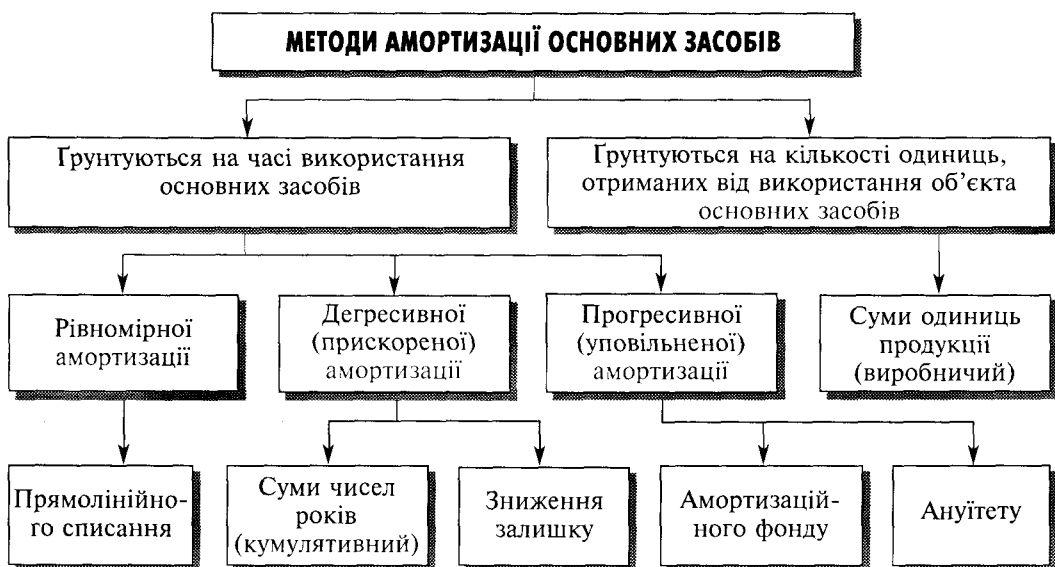 МЕТОДИ АМОРТИЗАЦІЇ ОСНОВНИХ ЗАСОБІВ
Ґрунтуються на часі використання
основних засобів
Ґрунтуються на кількості одиниць,
отриманих від використання об’єкта
основних засобів
Рівномірної
амортизації
Дегресивної
(прискореної)
амортизації
Прогресивної
(уповільненої)
амортизації
Суми одиниць
продукції
(виробничий)
Прямолінійно-
го списання
Суми чисел
років
(кумулятивний)
Зниження
залишку
Амортизацій-
ного фонду
Ануїтету